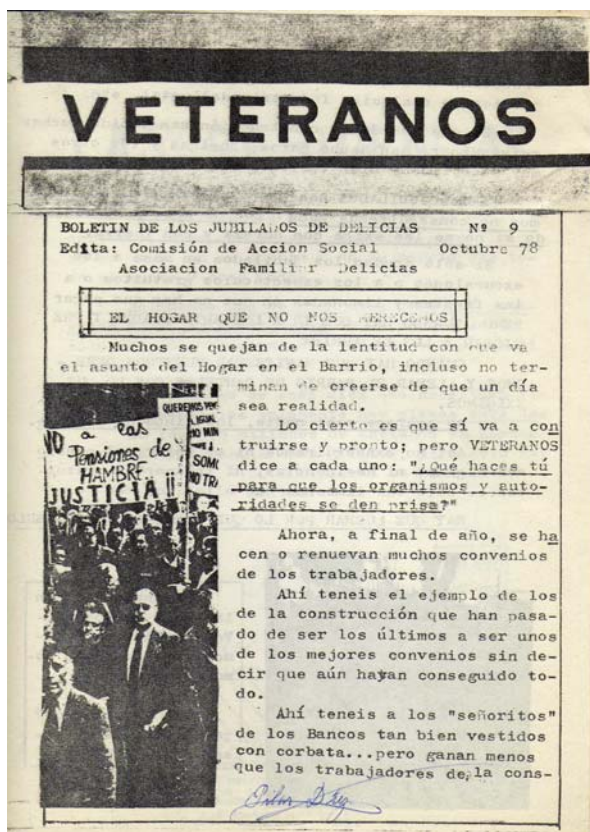 VETERANOS
BOLETIN DE LOS JUBILADOS DE DELICIAS Nº 9
Edita: Comisión de Accion Social Octubre 78
Asociacion Familiar Delicias
EL HOGAR QUE NO NOS MERECEMOS
Muchos se quejan de la lentitud con que va
el asunto del Hogar en el Barrio, incluso no ter-
minan de creerse de que un día
sea realidad.
Lo cierto es que sí va a con
truirse y pronto; pero VETERANOS
dice a cada uno: "¿Qué haces tú
para que los organismos y auto-
ridades se den prisa?"
Ahora, a final de año, se ha
cen o renuevan muchos convenios
de los trabajadores.
Ahí teneis el ejemplo de los
de la construcción que han pasa-
do de ser los últimos a ser unos
de los mejores convenios sin de-
cir que aún hayan conseguido to-
do.
Ahí teneis a los "señoritos"
de los Bancos tan bien vestidos
con corbata...pero ganan menos
que los trabajadores de la cons-
NO a las
Pensiones de
HAMBRE..
JUSTICIA !!
QUEREMOS
IGUAL
SOMO
NO TRA
Pilar Díez